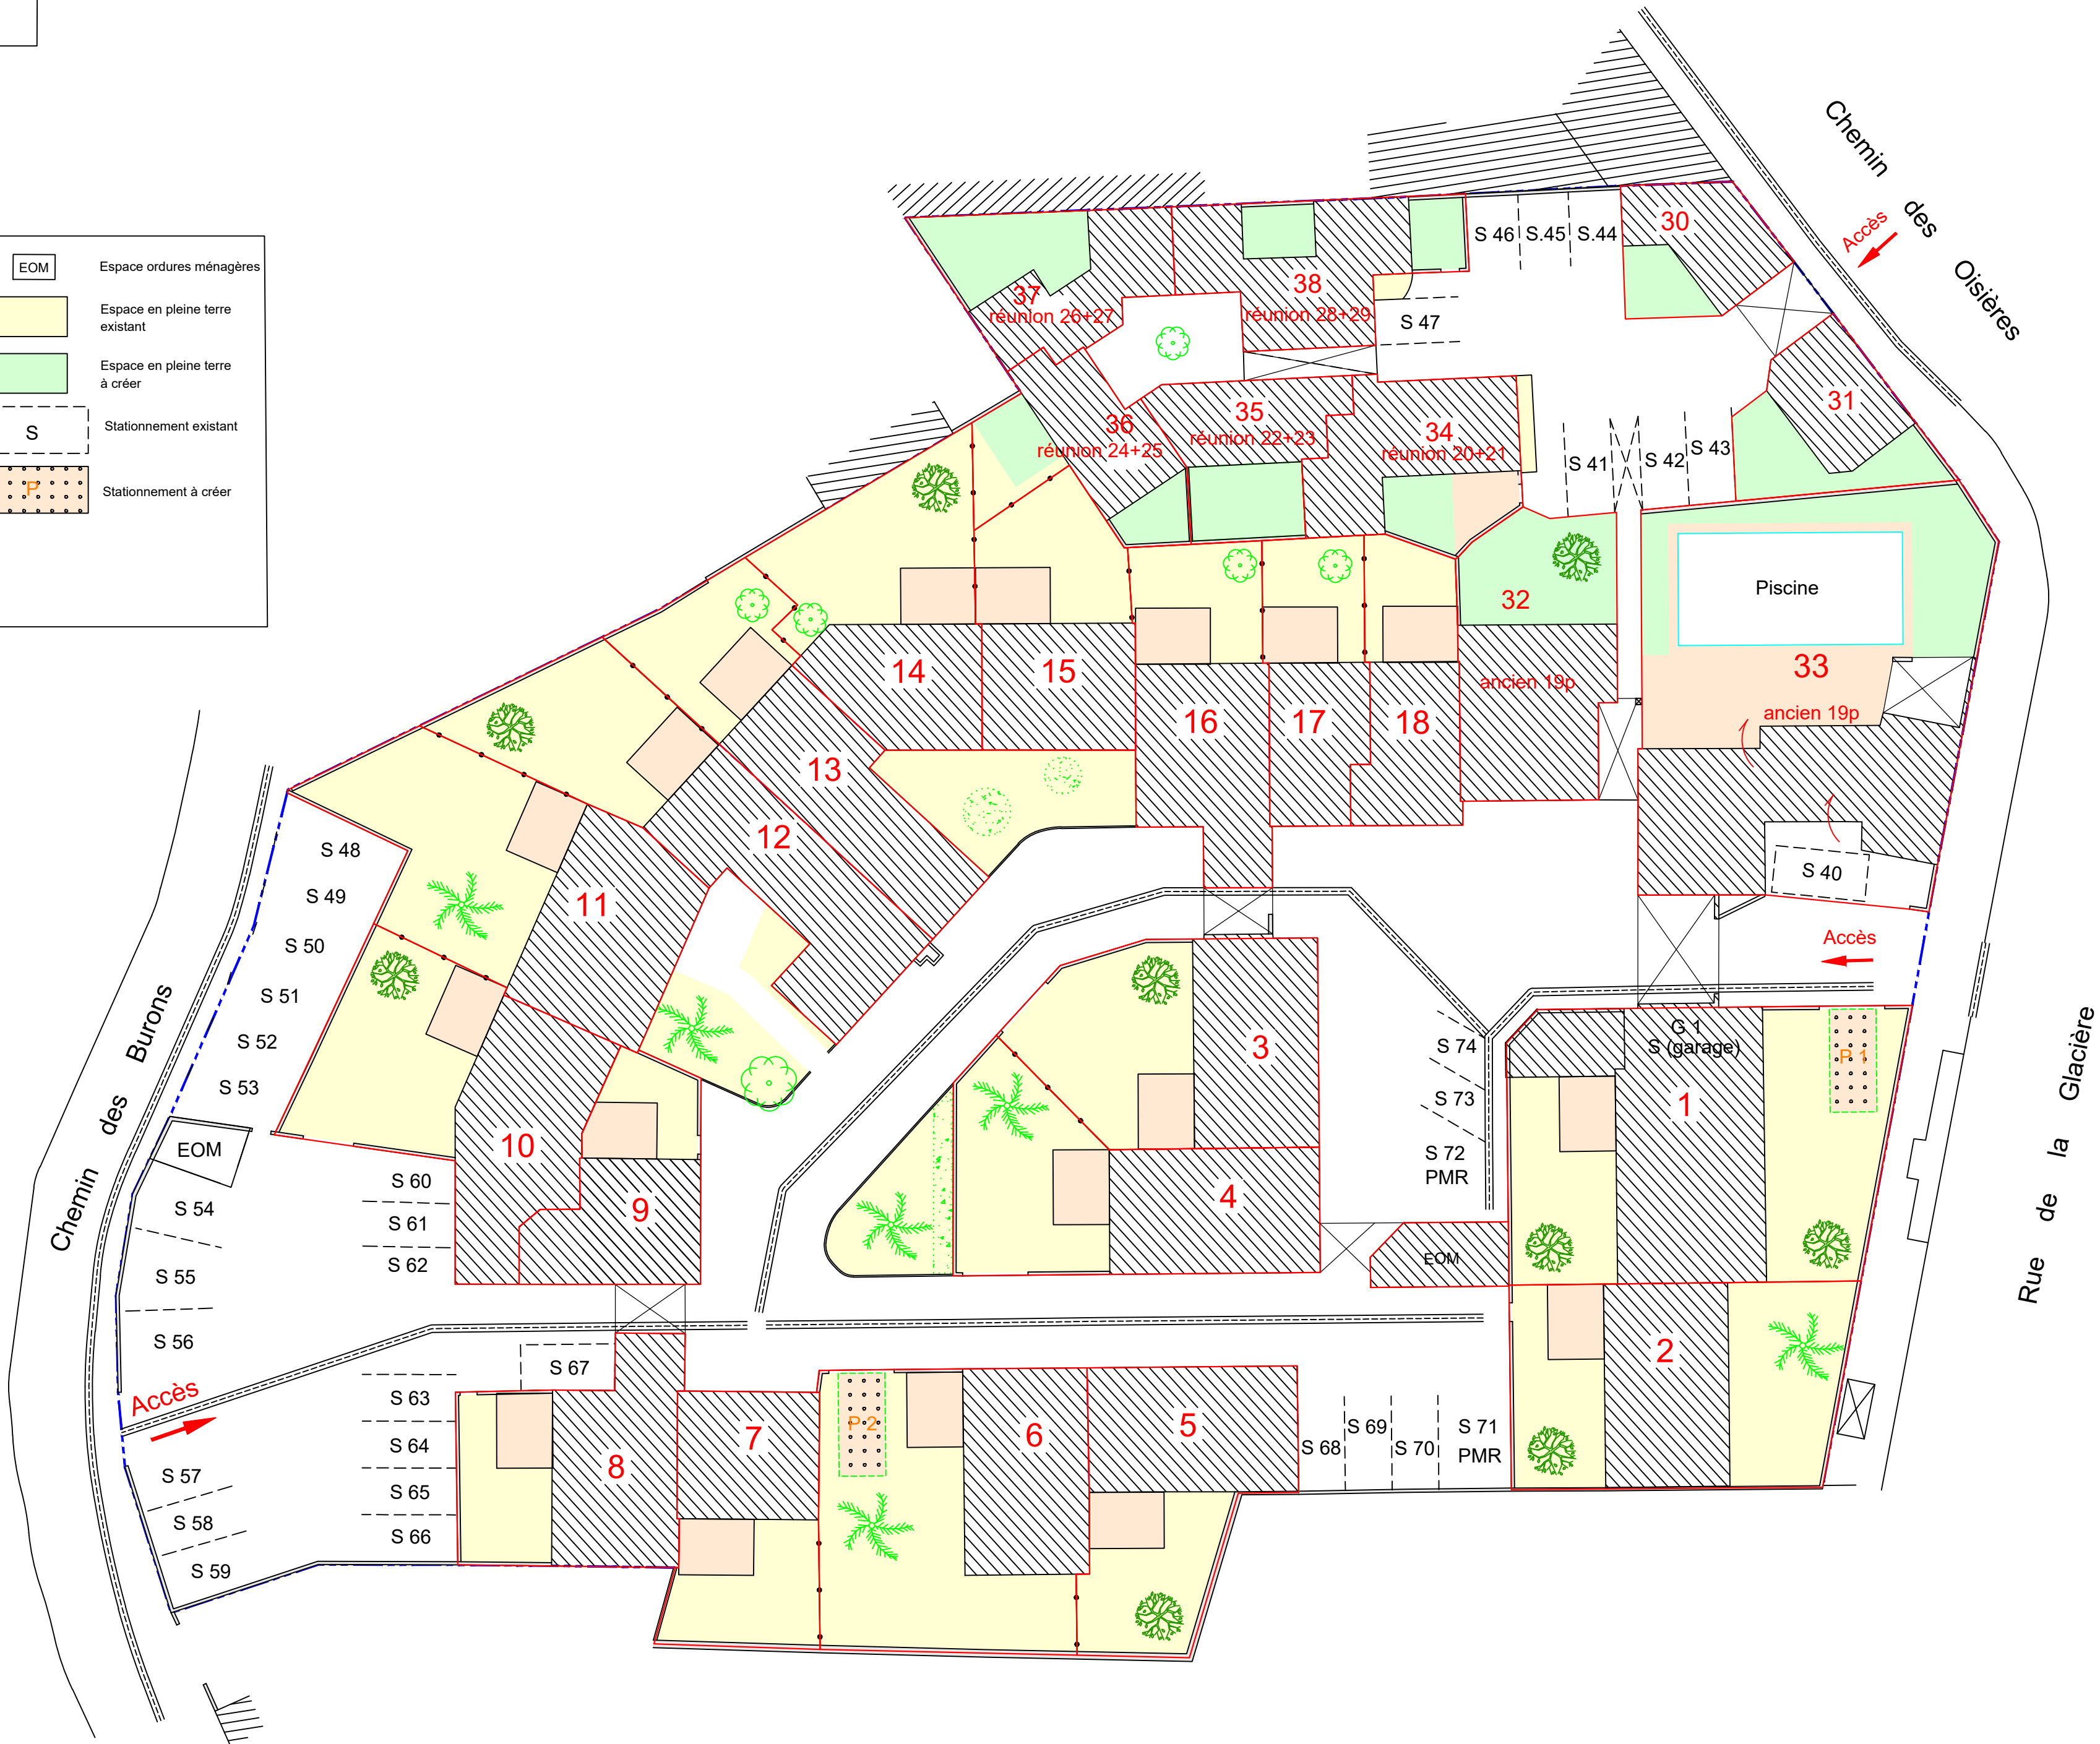 EOM
Espace ordures ménagères
Espace en pleine terre
existant
Espace en pleine terre
à créer
S
Stationnement existant
P
Stationnement à créer
Chemin des Oisières
Accès
30
S 46
S.45
S.44
38
réunion 28+29
37
réunion 26+27
S 47
31
36
réunion 24+25
35
réunion 22+23
34
réunion 20+21
S 41
S 42
S 43
Piscine
32
ancien 19p
33
ancien 19p
14
15
16
17
18
13
12
11
S 40
Accès
S 48
S 49
S 50
S 51
S 52
S 53
EOM
S 54
S 55
S 56
Chemin des Burons
10
9
S 60
S 61
S 62
3
4
S 74
S 73
S 72
PMR
G 1
S (garage)
1
P 1
EOM
2
Rue de la Glacière
Accès
S 67
S 63
S 64
S 65
S 66
S 57
S 58
S 59
8
7
P 2
6
5
S 68
S 69
S 70
S 71
PMR